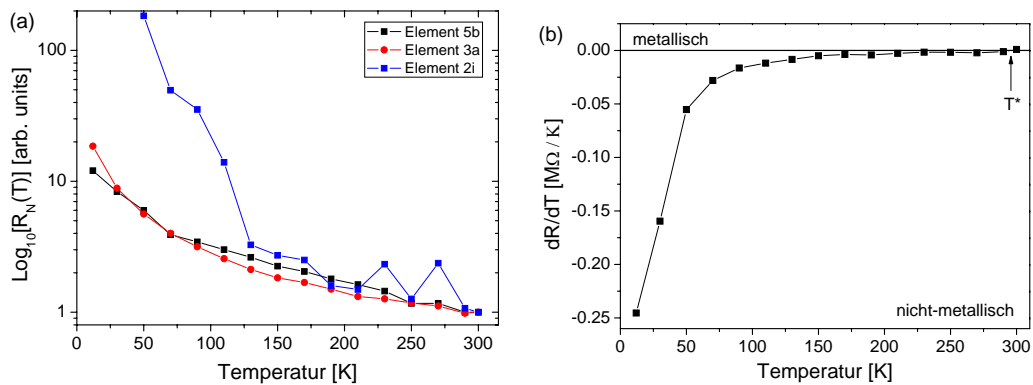 (a)
Element 5b
Element 3a
Element 2i
100
10
1
Log10[RN(T)] [arb. units]
0 50 100 150 200 250 300
Temperatur [K]
(b)
metallisch
0.00
-0.05
-0.10
-0.15
-0.20
-0.25
T*
nicht-metallisch
dR/dT [MΩ / K]
0 50 100 150 200 250 300
Temperatur [K]